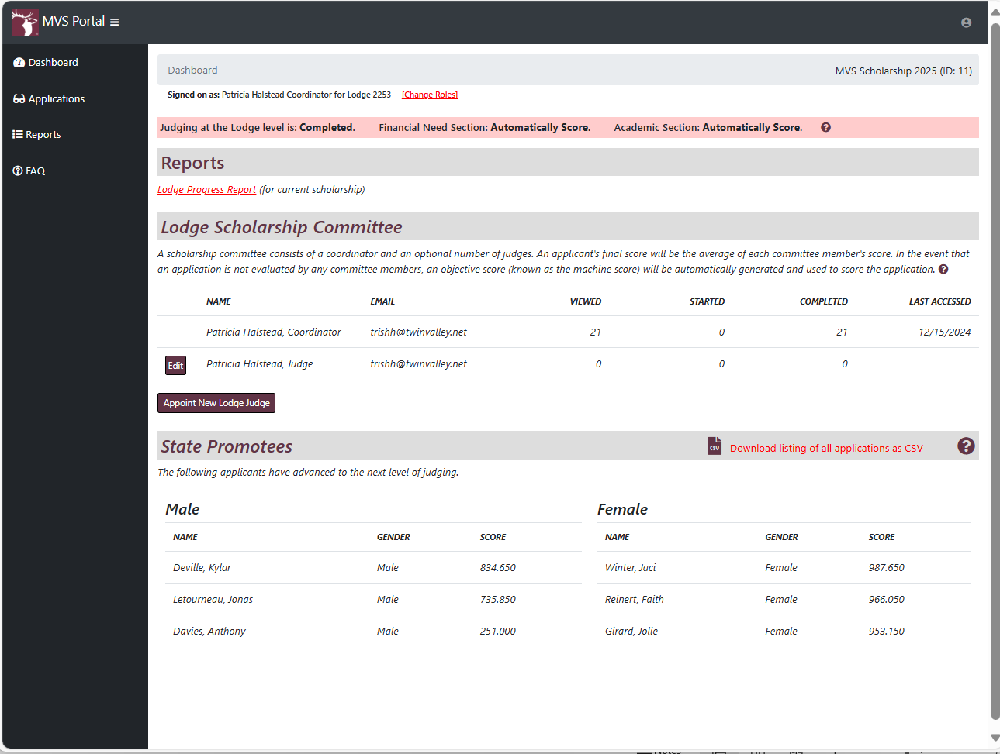 MVS Portal
Dashboard
Applications
Reports
FAQ
Dashboard
MVS Scholarship 2025 (ID: 11)
Signed on as: Patricia Halstead Coordinator for Lodge 2253 [Change Roles]
Judging at the Lodge level is: Completed. Financial Need Section: Automatically Score. Academic Section: Automatically Score.
Reports
Lodge Progress Report (for current scholarship)
Lodge Scholarship Committee
A scholarship committee consists of a coordinator and an optional number of judges. An applicant's final score will be the average of each committee member's score. In the event that
an application is not evaluated by any committee members, an objective score (known as the machine score) will be automatically generated and used to score the application.
NAME EMAIL VIEWED STARTED COMPLETED LAST ACCESSED
Patricia Halstead, Coordinator trishh@twinvalley.net 21 0 21 12/15/2024
Edit Patricia Halstead, Judge trishh@twinvalley.net 0 0 0
Appoint New Lodge Judge
State Promotees
CSV Download listing of all applications as CSV
The following applicants have advanced to the next level of judging.
Male
NAME GENDER SCORE
Deville, Kylar Male 834.650
Letourneau, Jonas Male 735.850
Davies, Anthony Male 251.000
Female
NAME GENDER SCORE
Winter, Jaci Female 987.650
Reinert, Faith Female 966.050
Girard, Jolie Female 953.150